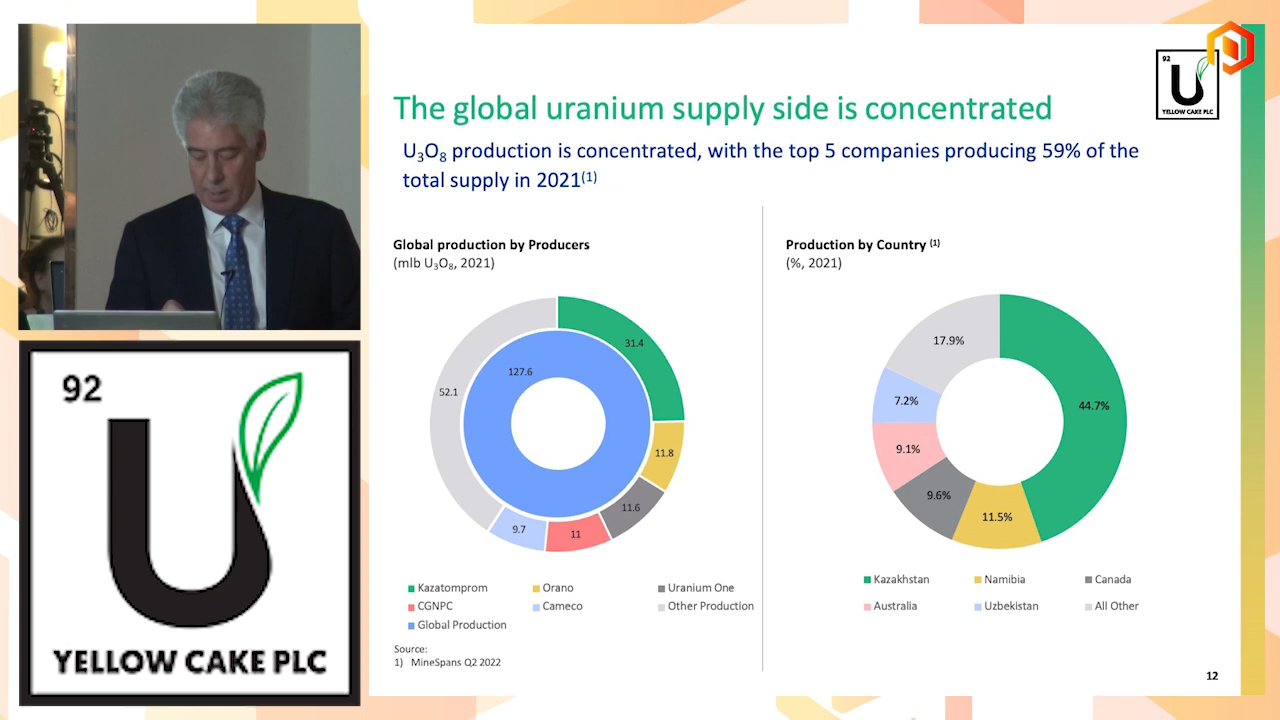 92
U
YELLOW CAKE PLC
The global uranium supply side is concentrated
U₃O₈ production is concentrated, with the top 5 companies producing 59% of the
total supply in 2021(1)
Global production by Producers
(mlb U₃O₈, 2021)
31.4
127.6
52.1
11.8
11.6
9.7
11
Kazatomprom
Orano
Uranium One
CGNPC
Cameco
Other Production
Global Production
Source:
1) MineSpans Q2 2022
Production by Country (1)
(%, 2021)
17.9%
44.7%
7.2%
9.1%
9.6%
11.5%
Kazakhstan
Namibia
Canada
Australia
Uzbekistan
All Other
12
92
U
YELLOW CAKE PLC